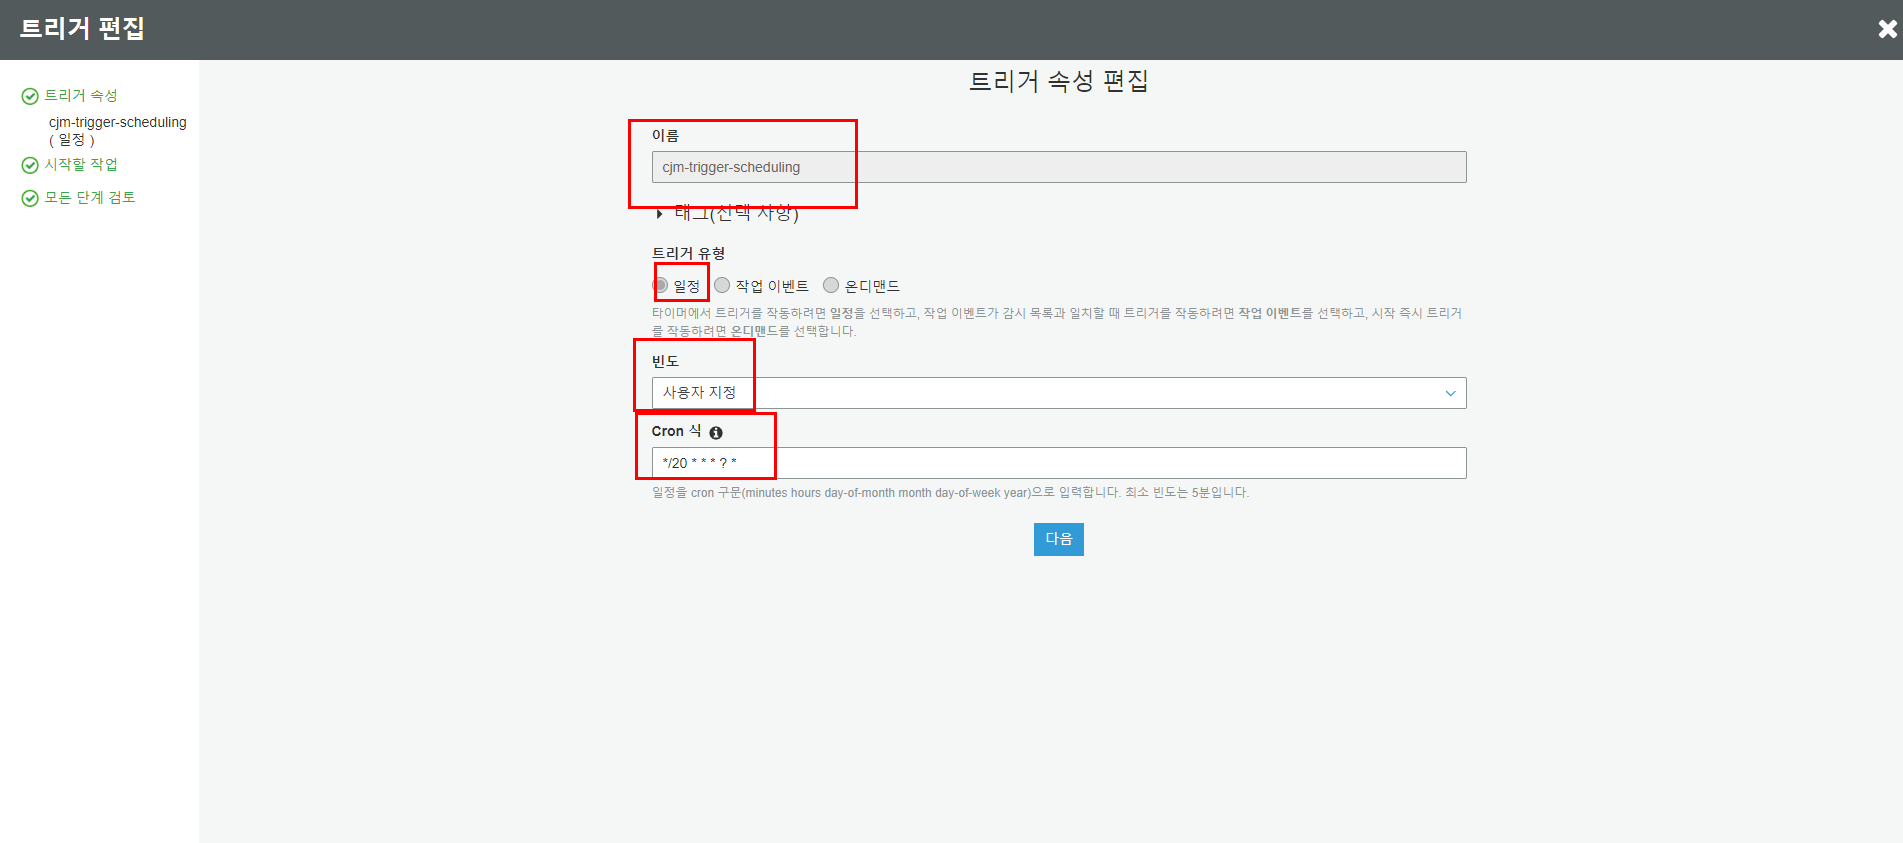 트리거 편집
트리거 속성
cjm-trigger-scheduling
( 일정 )
시작할 작업
모든 단계 검토
트리거 속성 편집
이름
cjm-trigger-scheduling
태그(선택 사항)
트리거 유형
일정 작업 이벤트 온디맨드
타이머에서 트리거를 작동하려면 일정을 선택하고, 작업 이벤트가 감시 목록과 일치할 때 트리거를 작동하려면 작업 이벤트를 선택하고, 시작 즉시 트리거
를 작동하려면 온디맨드를 선택합니다.
빈도
사용자 지정
Cron 식
*/20 * * * ? *
일정을 cron 구문(minutes hours day-of-month month day-of-week year)으로 입력합니다. 최소 빈도는 5분입니다.
다음